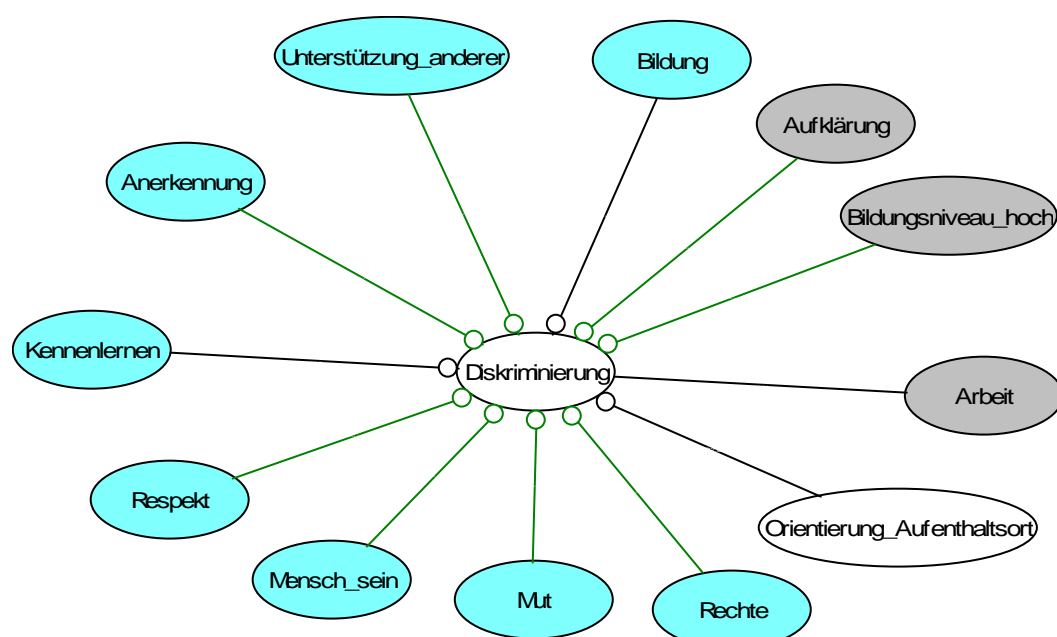 Unterstützung_anderer
Bildung
Aufklärung
Anerkennung
Bildungsniveau_hoch
Kennenlernen
Diskriminierung
Arbeit
Respekt
Orientierung_Aufenthaltsort
Mensch_sein
Mut
Rechte